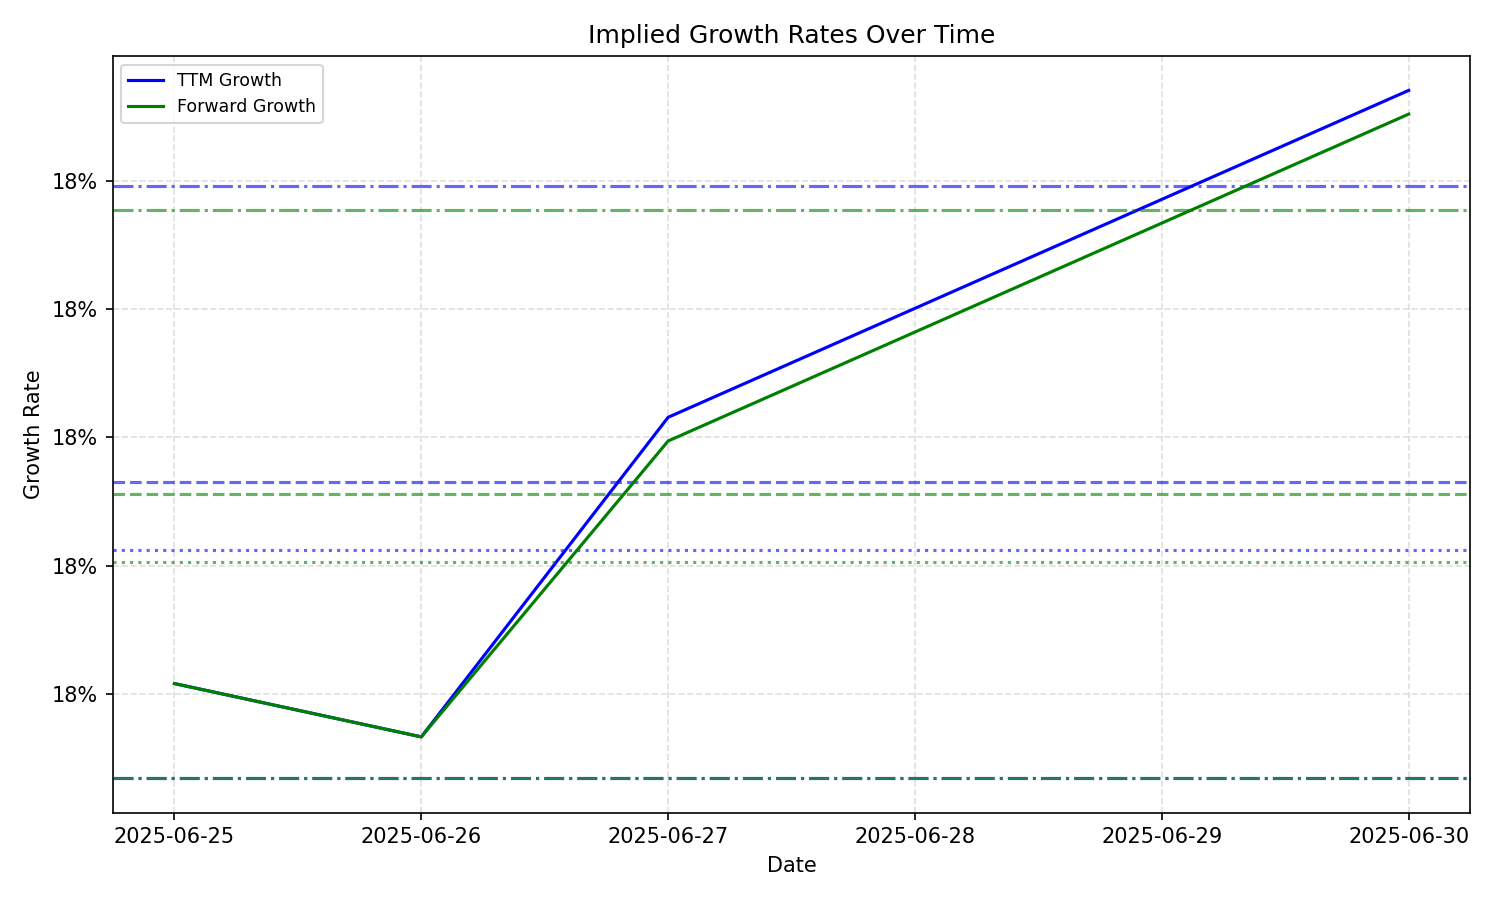 Implied Growth Rates Over Time
TTM Growth
Forward Growth
18%
18%
18%
18%
18%
Growth Rate
2025-06-25
2025-06-26
2025-06-27
2025-06-28
2025-06-29
2025-06-30
Date